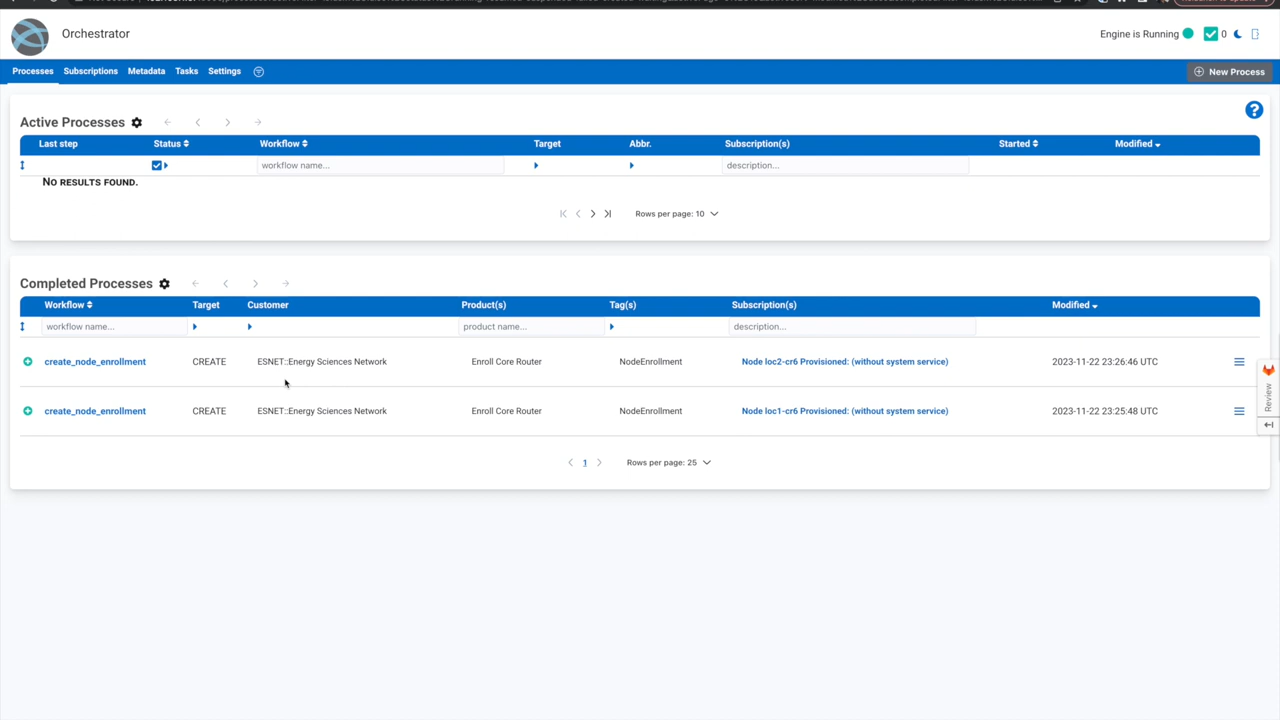 Orchestrator
Engine is Running
0
Processes Subscriptions Metadata Tasks Settings
New Process
Active Processes
?
Last step Status Workflow Target Abbr. Subscription(s) Started Modified
workflow name... description...
NO RESULTS FOUND.
Rows per page: 10
Completed Processes
Workflow Target Customer Product(s) Tag(s) Subscription(s) Modified
workflow name... product name... description...
create_node_enrollment CREATE ESNET::Energy Sciences Network Enroll Core Router NodeEnrollment Node loc2-cr6 Provisioned: (without system service) 2023-11-22 23:26:46 UTC
Review
create_node_enrollment CREATE ESNET::Energy Sciences Network Enroll Core Router NodeEnrollment Node loc1-cr6 Provisioned: (without system service) 2023-11-22 23:25:48 UTC
1
Rows per page: 25